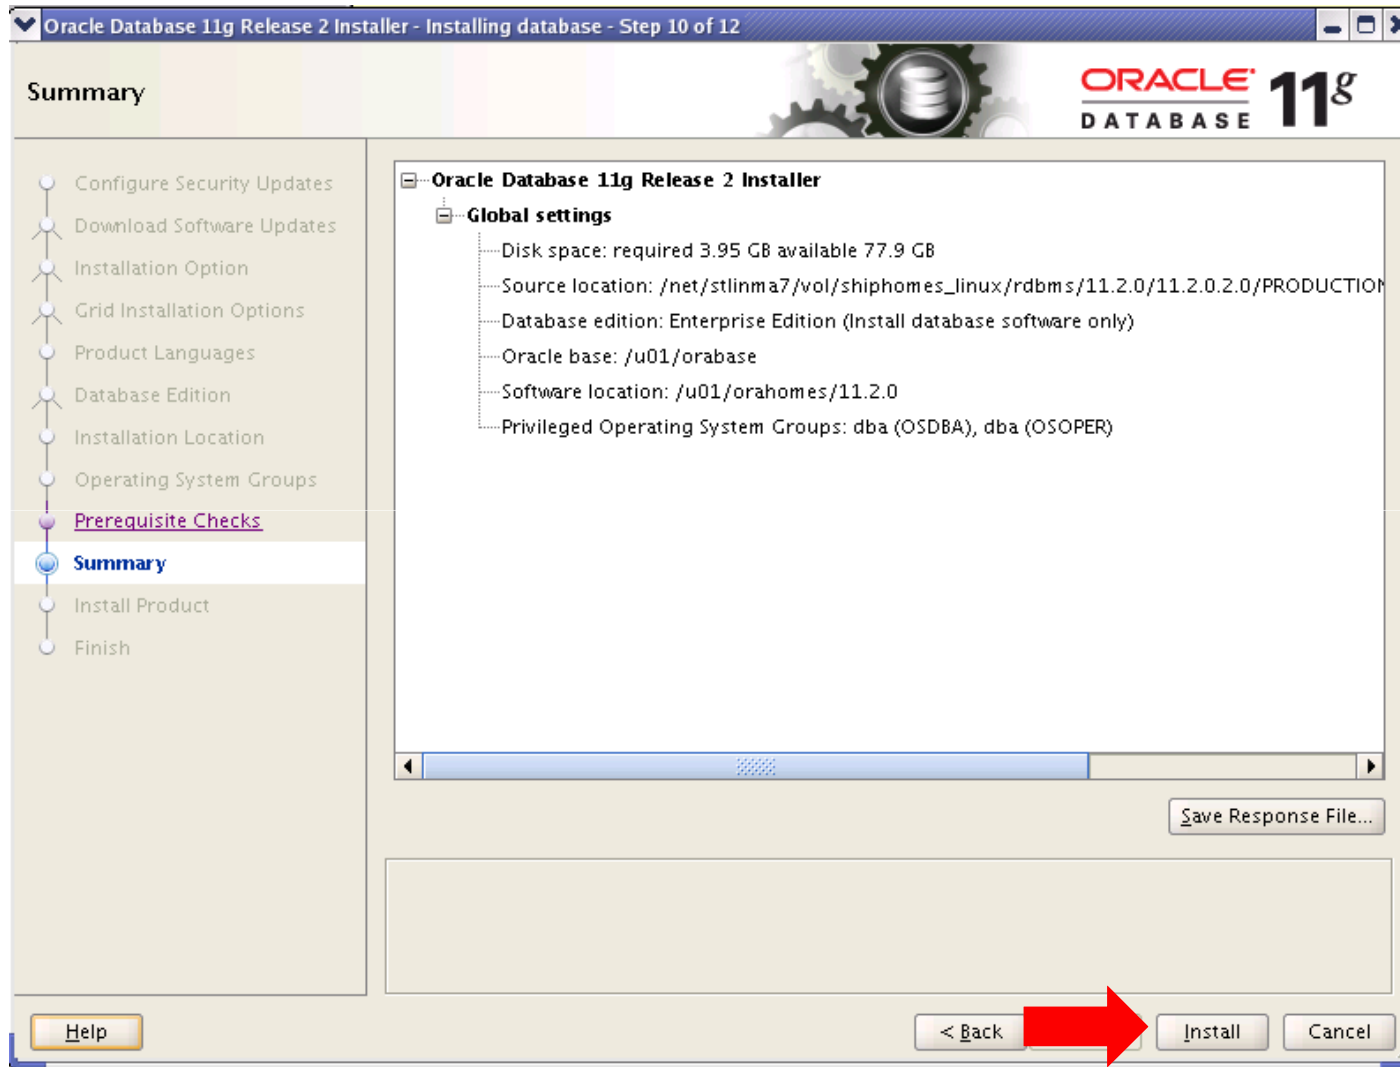 Oracle Database 11g Release 2 Installer - Installing database - Step 10 of 12
Summary
ORACLE DATABASE 11g
Configure Security Updates
Download Software Updates
Installation Option
Grid Installation Options
Product Languages
Database Edition
Installation Location
Operating System Groups
Prerequisite Checks
Summary
Install Product
Finish
Oracle Database 11g Release 2 Installer
Global settings
Disk space: required 3.95 GB available 77.9 GB
Source location: /net/stlinma7/vol/shiphomes_linux/rdbms/11.2.0/11.2.0.2.0/PRODUCTION
Database edition: Enterprise Edition (Install database software only)
Oracle base: /u01/orabase
Software location: /u01/orahomes/11.2.0
Privileged Operating System Groups: dba (OSDBA), dba (OSOPER)
Save Response File...
Help
< Back
Install
Cancel